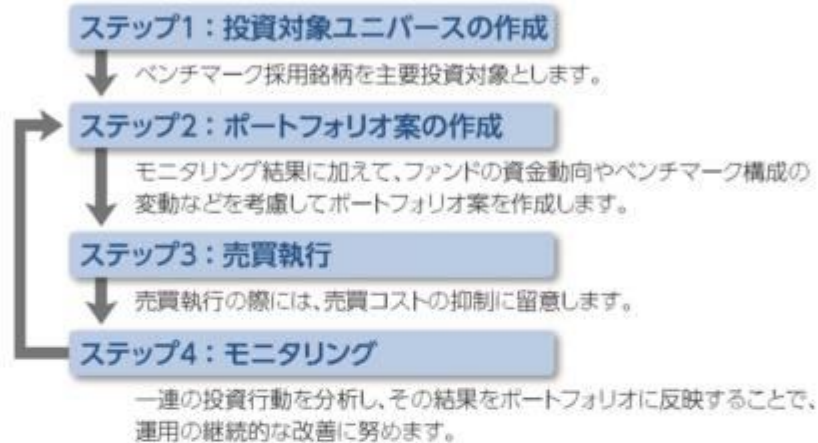 ステップ1：投資対象ユニバースの作成
ベンチマーク採用銘柄を主要投資対象とします。
ステップ2：ポートフォリオ案の作成
モニタリング結果に加えて、ファンドの資金動向やベンチマーク構成の
変動などを考慮してポートフォリオ案を作成します。
ステップ3：売買執行
売買執行の際には、売買コストの抑制に留意します。
ステップ4：モニタリング
一連の投資行動を分析し、その結果をポートフォリオに反映することで、
運用の継続的な改善に努めます。